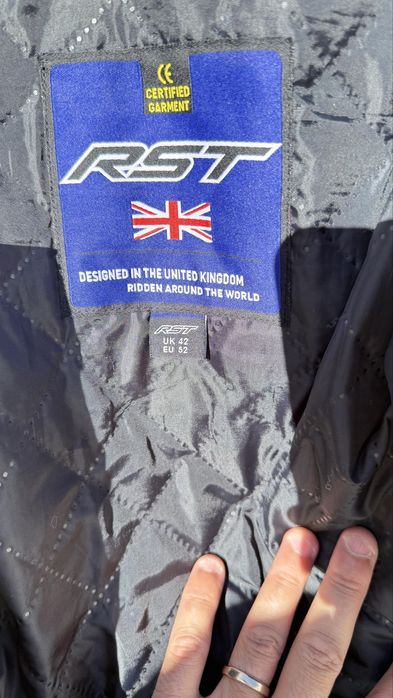 CE
CERTIFIED
GARMENT
RST
DESIGNED IN THE UNITED KINGDOM
RIDDEN AROUND THE WORLD
RST
UK 42
EU 52